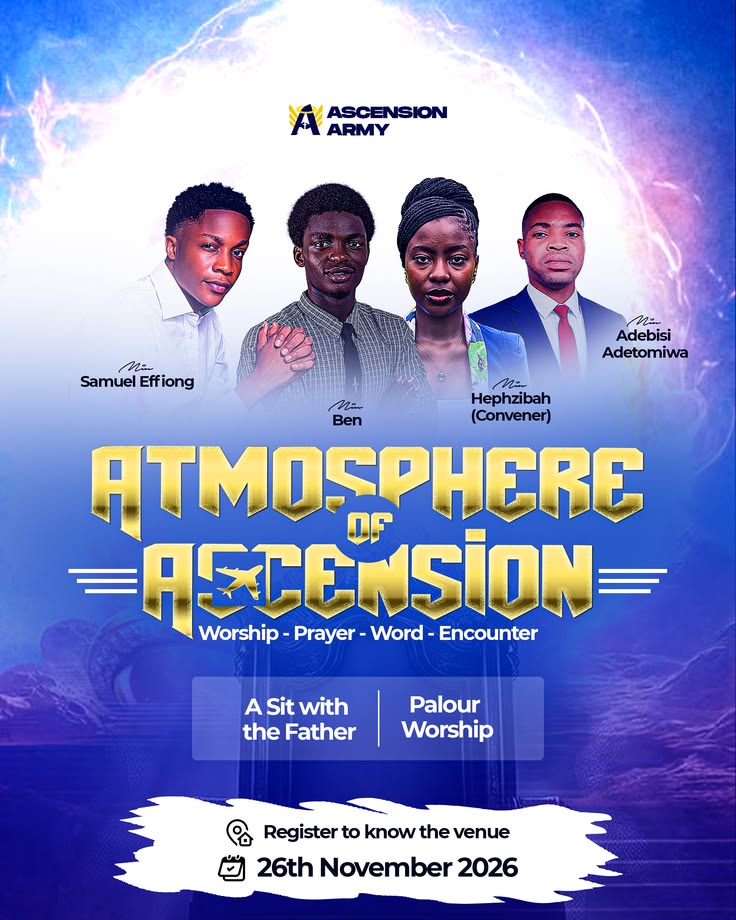 ASCENSION
ARMY
Min
Samuel Effiong
Min
Ben
Min
Hephzibah
(Convener)
Min
Adebisi
Adetomiwa
ATMOSPHERE
OF
ASCENSION
Worship - Prayer - Word - Encounter
A Sit with
the Father
Palour
Worship
Register to know the venue
26th November 2026